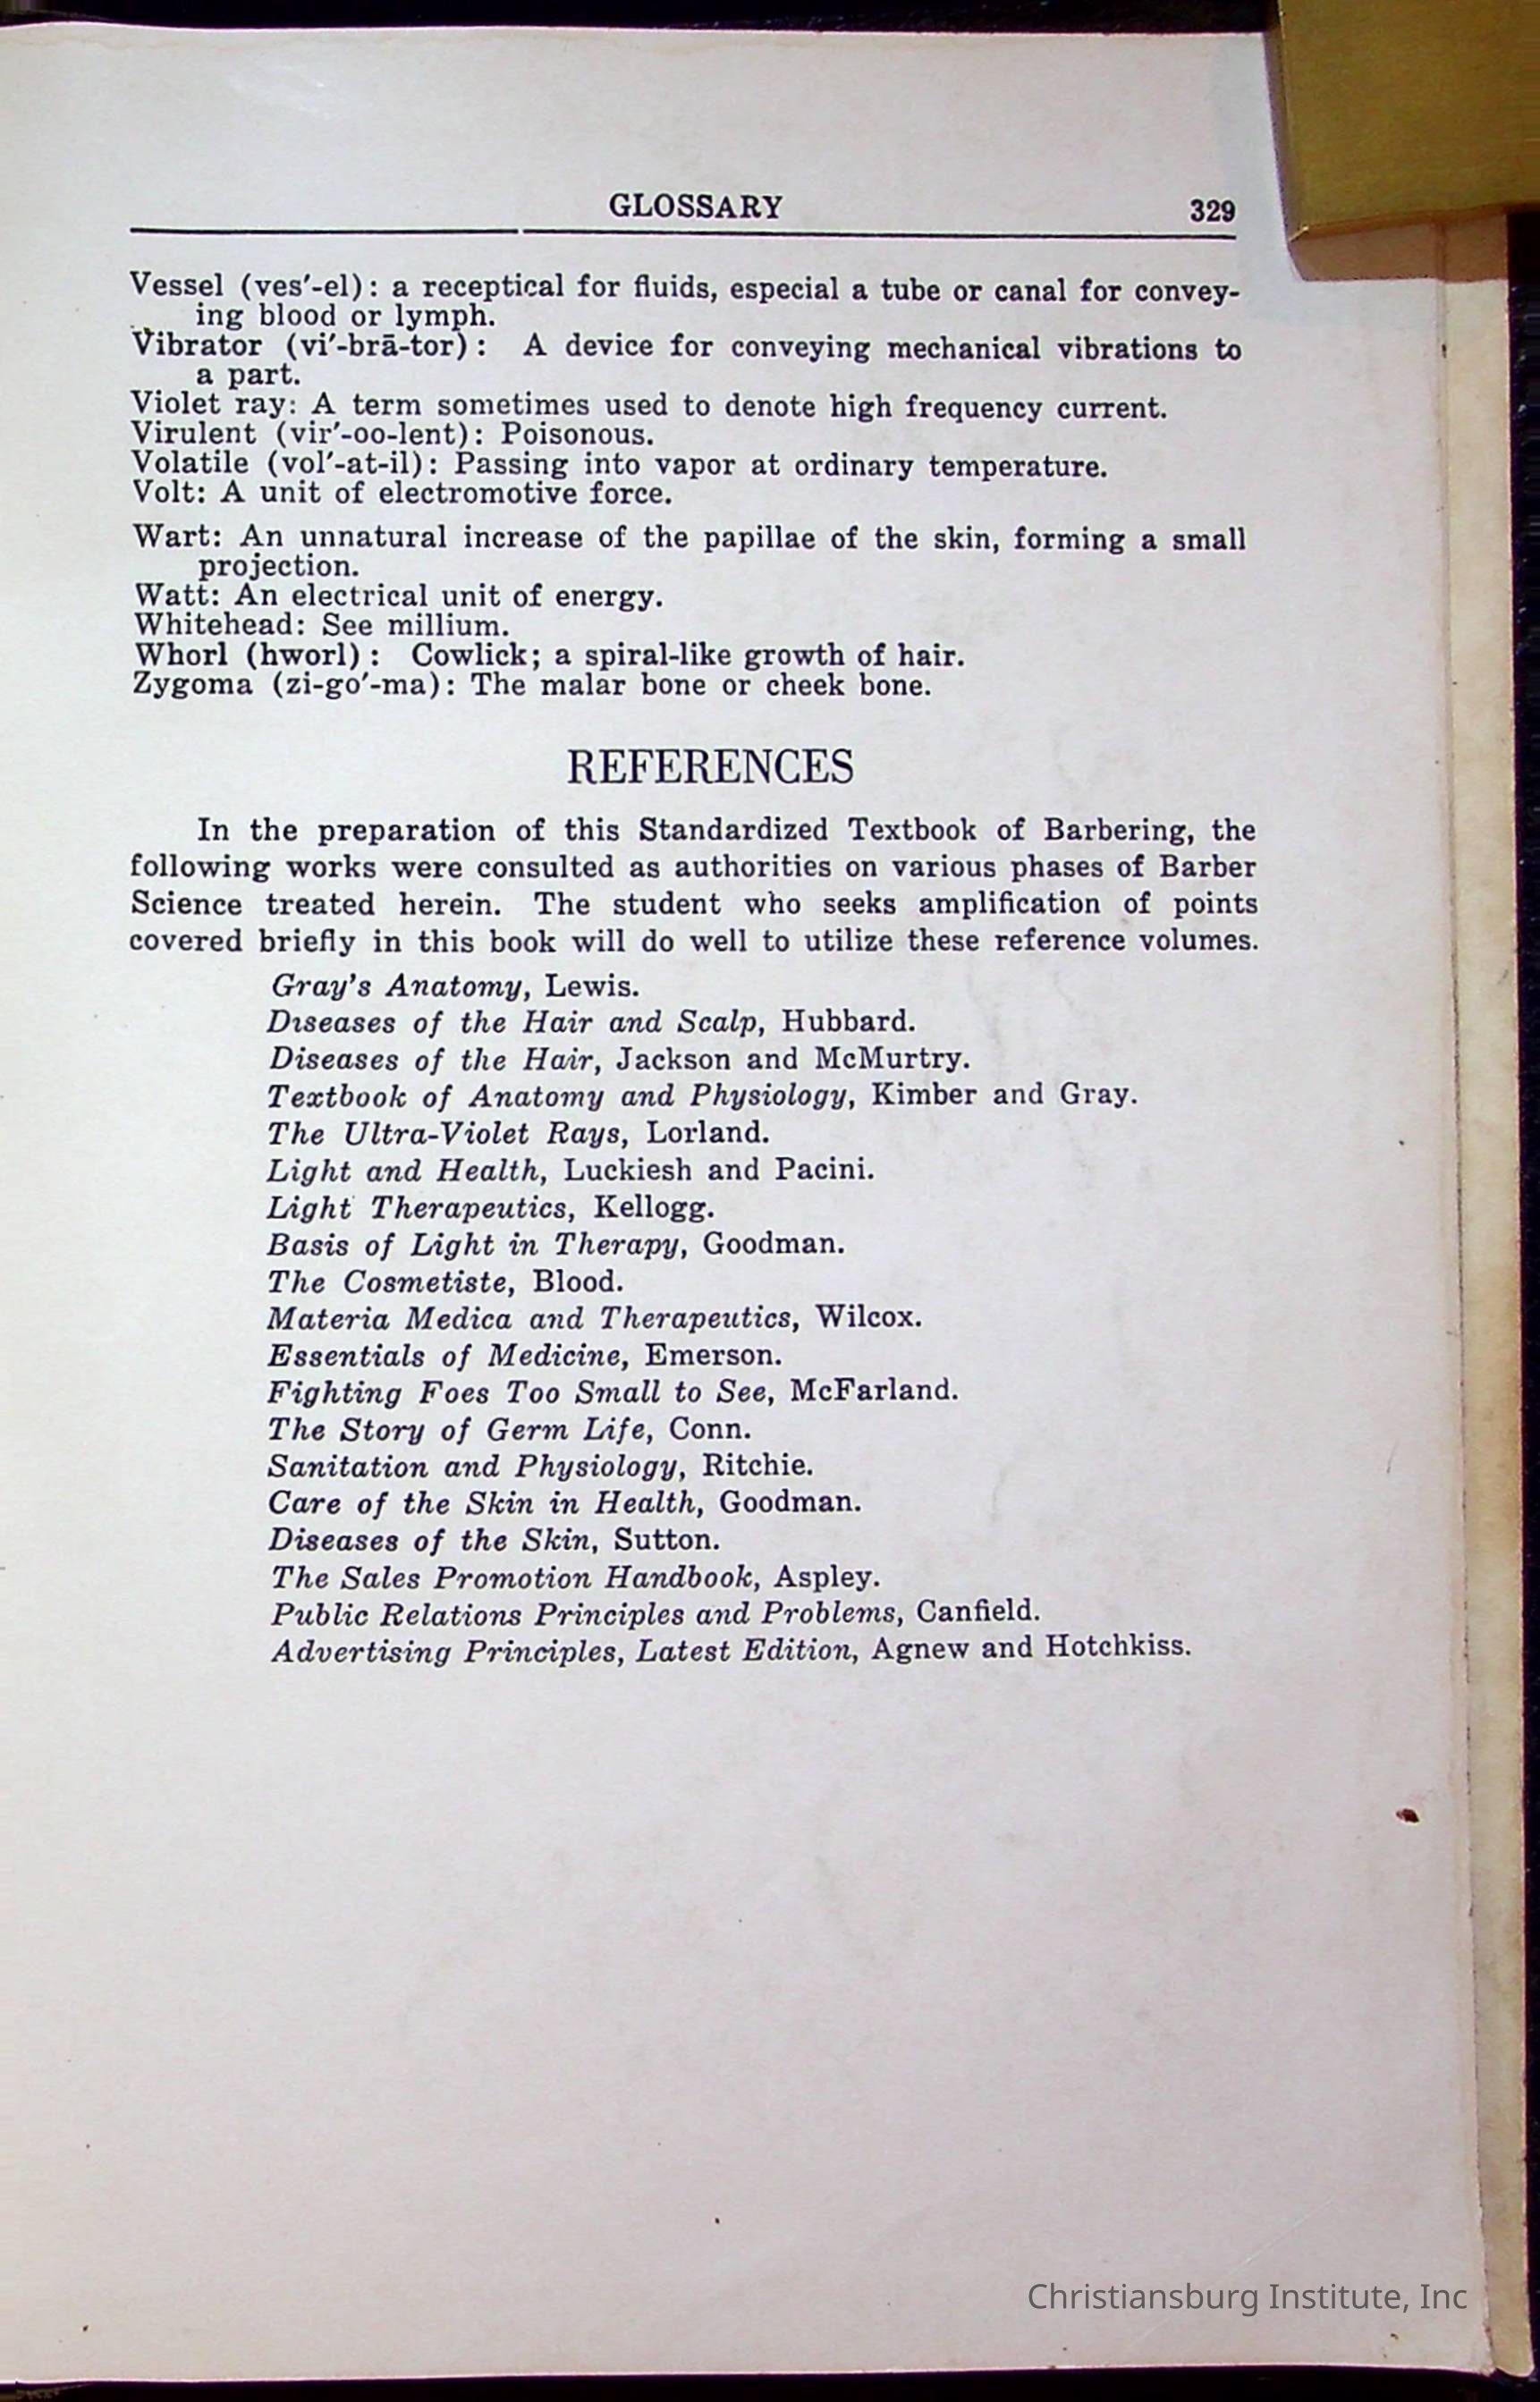 GLOSSARY 329
Vessel (ves′-el): a receptical for fluids, especial a tube or canal for convey-
ing blood or lymph.
Vibrator (vi′-brā-tor): A device for conveying mechanical vibrations to
a part.
Violet ray: A term sometimes used to denote high frequency current.
Virulent (vir′-oo-lent): Poisonous.
Volatile (vol′-at-il): Passing into vapor at ordinary temperature.
Volt: A unit of electromotive force.
Wart: An unnatural increase of the papillae of the skin, forming a small
projection.
Watt: An electrical unit of energy.
Whitehead: See millium.
Whorl (hworl): Cowlick; a spiral-like growth of hair.
Zygoma (zi-go′-ma): The malar bone or cheek bone.
REFERENCES
In the preparation of this Standardized Textbook of Barbering, the
following works were consulted as authorities on various phases of Barber
Science treated herein. The student who seeks amplification of points
covered briefly in this book will do well to utilize these reference volumes.
Gray's Anatomy, Lewis.
Diseases of the Hair and Scalp, Hubbard.
Diseases of the Hair, Jackson and McMurtry.
Textbook of Anatomy and Physiology, Kimber and Gray.
The Ultra-Violet Rays, Lorland.
Light and Health, Luckiesh and Pacini.
Light Therapeutics, Kellogg.
Basis of Light in Therapy, Goodman.
The Cosmetiste, Blood.
Materia Medica and Therapeutics, Wilcox.
Essentials of Medicine, Emerson.
Fighting Foes Too Small to See, McFarland.
The Story of Germ Life, Conn.
Sanitation and Physiology, Ritchie.
Care of the Skin in Health, Goodman.
Diseases of the Skin, Sutton.
The Sales Promotion Handbook, Aspley.
Public Relations Principles and Problems, Canfield.
Advertising Principles, Latest Edition, Agnew and Hotchkiss.
Christiansburg Institute, Inc